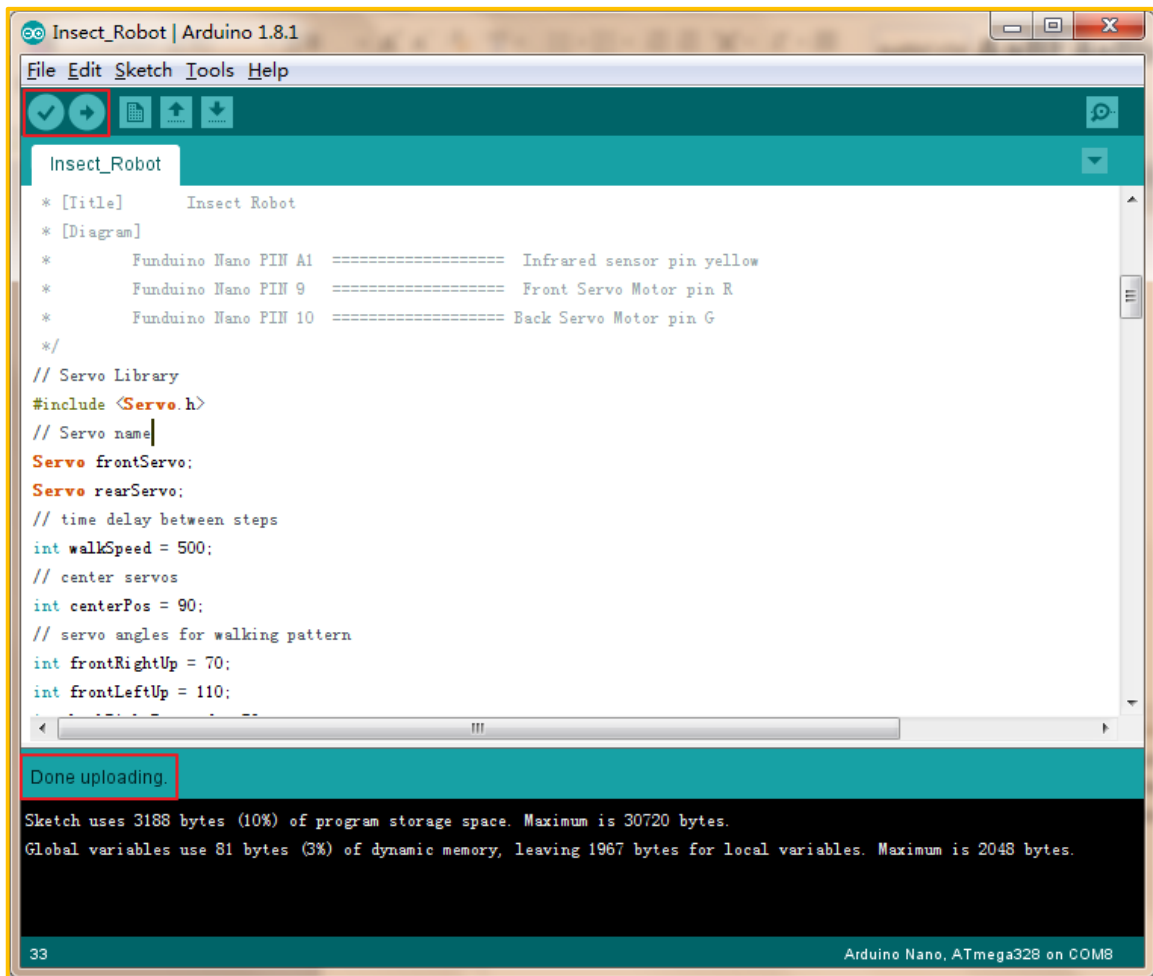 Insect_Robot | Arduino 1.8.1
File Edit Sketch Tools Help
Insect_Robot
* [Title] Insect Robot
* [Diagram]
* Funduino Nano PIN A1 =================== Infrared sensor pin yellow
* Funduino Nano PIN 9 =================== Front Servo Motor pin R
* Funduino Nano PIN 10 =================== Back Servo Motor pin G
*/
// Servo Library
#include <Servo.h>
// Servo name
Servo frontServo;
Servo rearServo;
// time delay between steps
int walkSpeed = 500;
// center servos
int centerPos = 90;
// servo angles for walking pattern
int frontRightUp = 70;
int frontLeftUp = 110;
Done uploading.
Sketch uses 3188 bytes (10%) of program storage space. Maximum is 30720 bytes.
Global variables use 81 bytes (3%) of dynamic memory, leaving 1967 bytes for local variables. Maximum is 2048 bytes.
33 Arduino Nano, ATmega328 on COM8